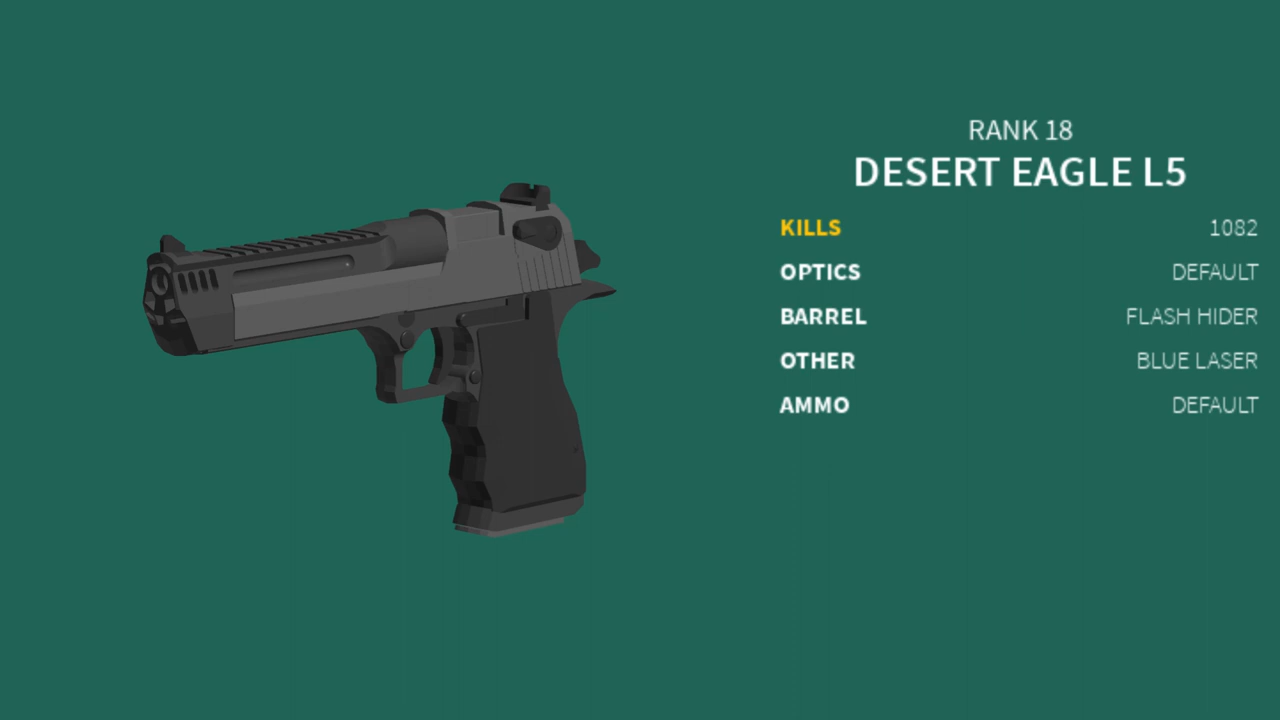 RANK 18
DESERT EAGLE L5
KILLS 1082
OPTICS DEFAULT
BARREL FLASH HIDER
OTHER BLUE LASER
AMMO DEFAULT